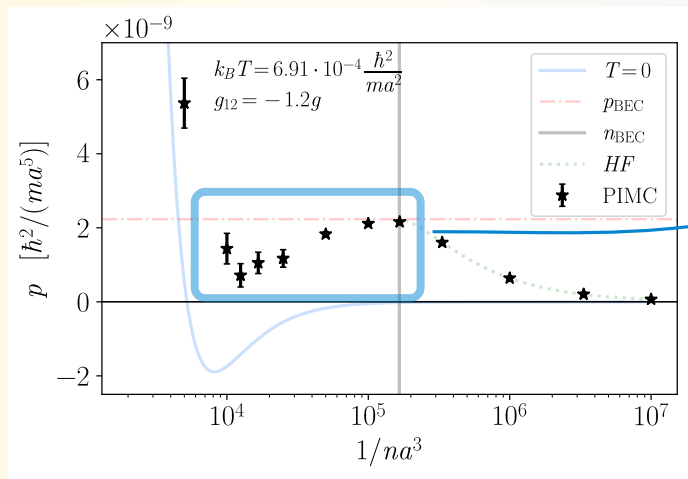 ×10⁻⁹
k_BT = 6.91 · 10⁻⁴ ℏ²/ma²
g₁₂ = −1.2g
T = 0
p_BEC
n_BEC
HF
PIMC
p [ℏ²/(ma⁵)]
6
4
2
0
−2
10⁴ 10⁵ 10⁶ 10⁷
1/na³